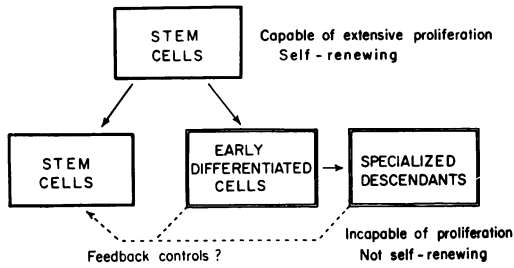 STEM
CELLS
Capable of extensive proliferation
Self-renewing
STEM
CELLS
EARLY
DIFFERENTIATED
CELLS
SPECIALIZED
DESCENDANTS
Incapable of proliferation
Not self-renewing
Feedback controls ?